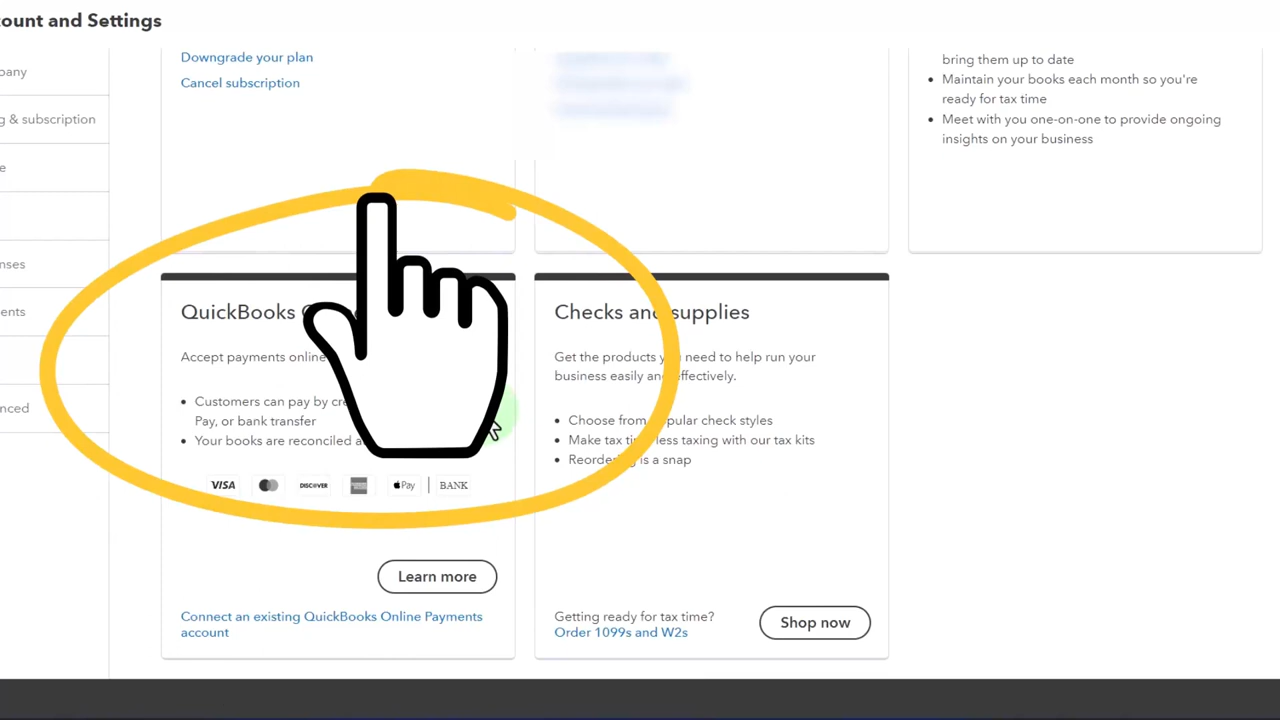 ount and Settings
any
g & subscription
e
nses
ents
nced
Downgrade your plan
Cancel subscription
bring them up to date
• Maintain your books each month so you're
ready for tax time
• Meet with you one-on-one to provide ongoing
insights on your business
QuickBooks
Accept payments online
• Customers can pay by
Pay, or bank transfer
• Your books are reconciled
VISA DISCOVER Pay BANK
Learn more
Connect an existing QuickBooks Online Payments
account
Checks and supplies
Get the products you need to help run your
business easily and effectively.
• Choose from popular check styles
• Make tax time less taxing with our tax kits
• Reordering is a snap
Getting ready for tax time?
Order 1099s and W2s
Shop now